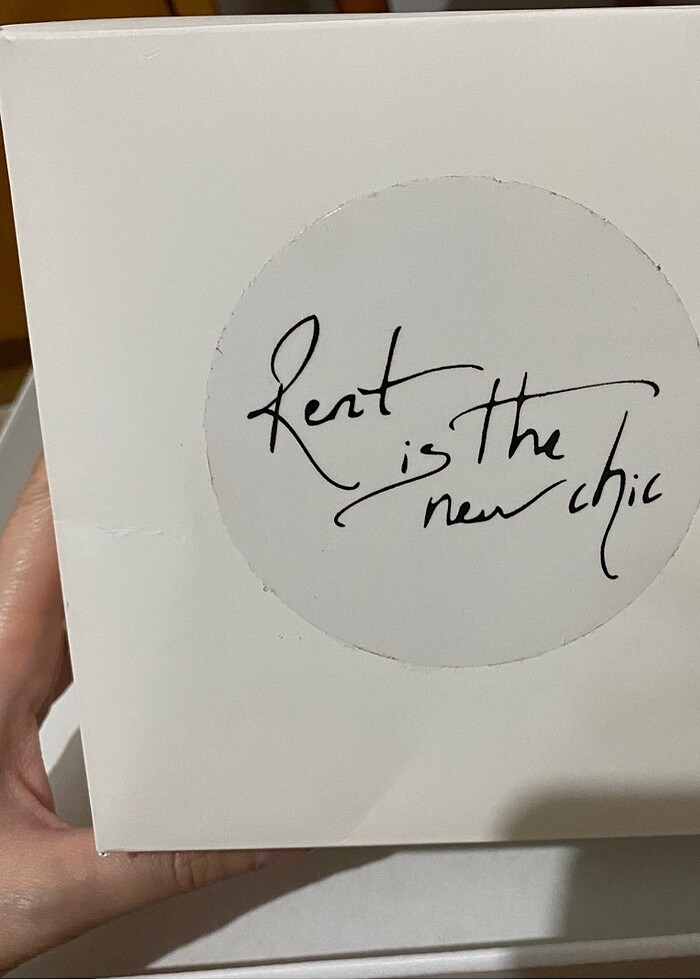 Rent
is the
new chic